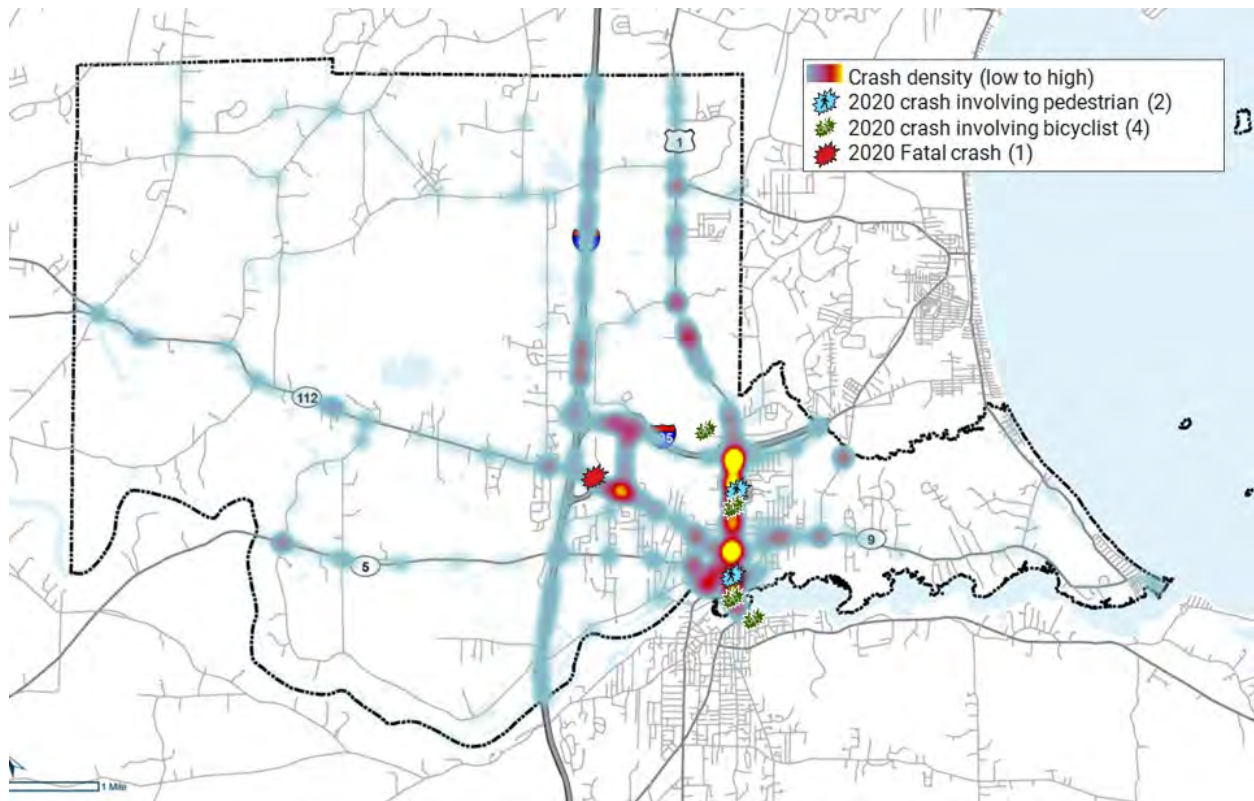 Crash density (low to high)
2020 crash involving pedestrian (2)
2020 crash involving bicyclist (4)
2020 Fatal crash (1)
1
112
95
5
9
1 Mile